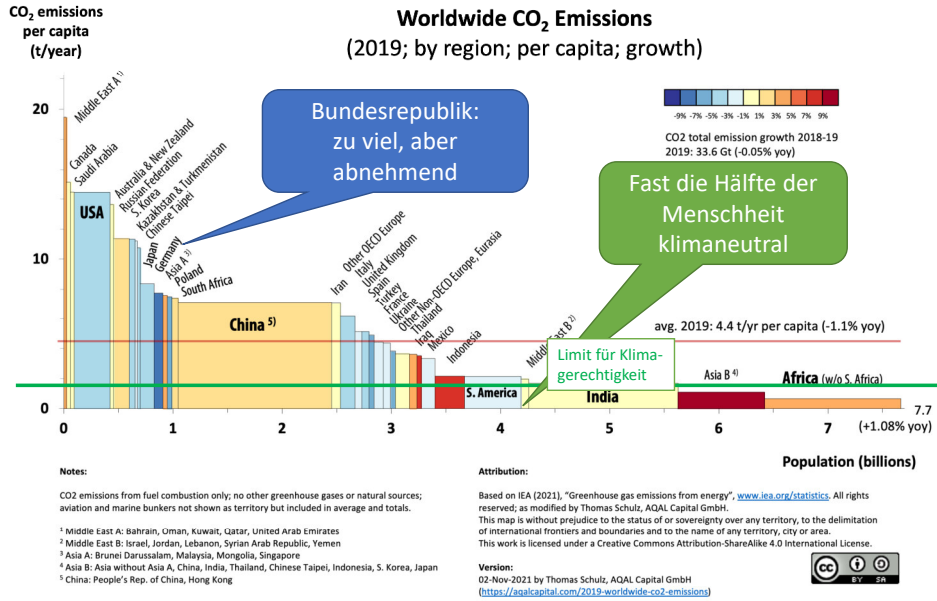 CO2 emissions
per capita
(t/year)
Worldwide CO2 Emissions
(2019; by region; per capita; growth)
20
10
0
Middle East A 1)
Canada
Saudi Arabia
USA
Australia & New Zealand
Russian Federation
S. Korea
Kazakhstan & Turkmenistan
Chinese Taipei
Japan
Germany
Asia A 3)
Poland
South Africa
China 5)
Iran
Other OECD Europe
Italy
United Kingdom
Spain
Turkey
France
Ukraine
Other Non-OECD Europe, Eurasia
Thailand
Iraq
Mexico
Indonesia
S. America
Middle East B 2)
India
Asia B 4)
Africa (w/o S. Africa)
Bundesrepublik:
zu viel, aber
abnehmend
-9% -7% -5% -3% -1% 1% 3% 5% 7% 9%
CO2 total emission growth 2018-19
2019: 33.6 Gt (-0.05% yoy)
Fast die Hälfte der
Menschheit
klimaneutral
avg. 2019: 4.4 t/yr per capita (-1.1% yoy)
Limit für Klima-
gerechtigkeit
0 1 2 3 4 5 6 7
7.7
(+1.08% yoy)
Population (billions)
Notes:
CO2 emissions from fuel combustion only; no other greenhouse gases or natural sources;
aviation and marine bunkers not shown as territory but included in average and totals.
1 Middle East A: Bahrain, Oman, Kuwait, Qatar, United Arab Emirates
2 Middle East B: Israel, Jordan, Lebanon, Syrian Arab Republic, Yemen
3 Asia A: Brunei Darussalam, Malaysia, Mongolia, Singapore
4 Asia B: Asia without Asia A, China, India, Thailand, Chinese Taipei, Indonesia, S. Korea, Japan
5 China: People's Rep. of China, Hong Kong
Attribution:
Based on IEA (2021), "Greenhouse gas emissions from energy", www.iea.org/statistics. All rights
reserved; as modified by Thomas Schulz, AQAL Capital GmbH.
This map is without prejudice to the status of or sovereignty over any territory, to the delimitation
of international frontiers and boundaries and to the name of any territory, city or area.
This work is licensed under a Creative Commons Attribution-ShareAlike 4.0 International License.
Version:
02-Nov-2021 by Thomas Schulz, AQAL Capital GmbH
(https://aqalcapital.com/2019-worldwide-co2-emissions)
cc
BY SA